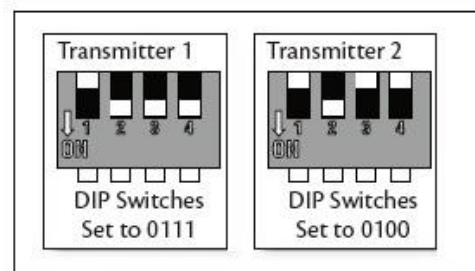 Transmitter 1
1 2 3 4
ON
DIP Switches
Set to 0111
Transmitter 2
1 2 3 4
ON
DIP Switches
Set to 0100